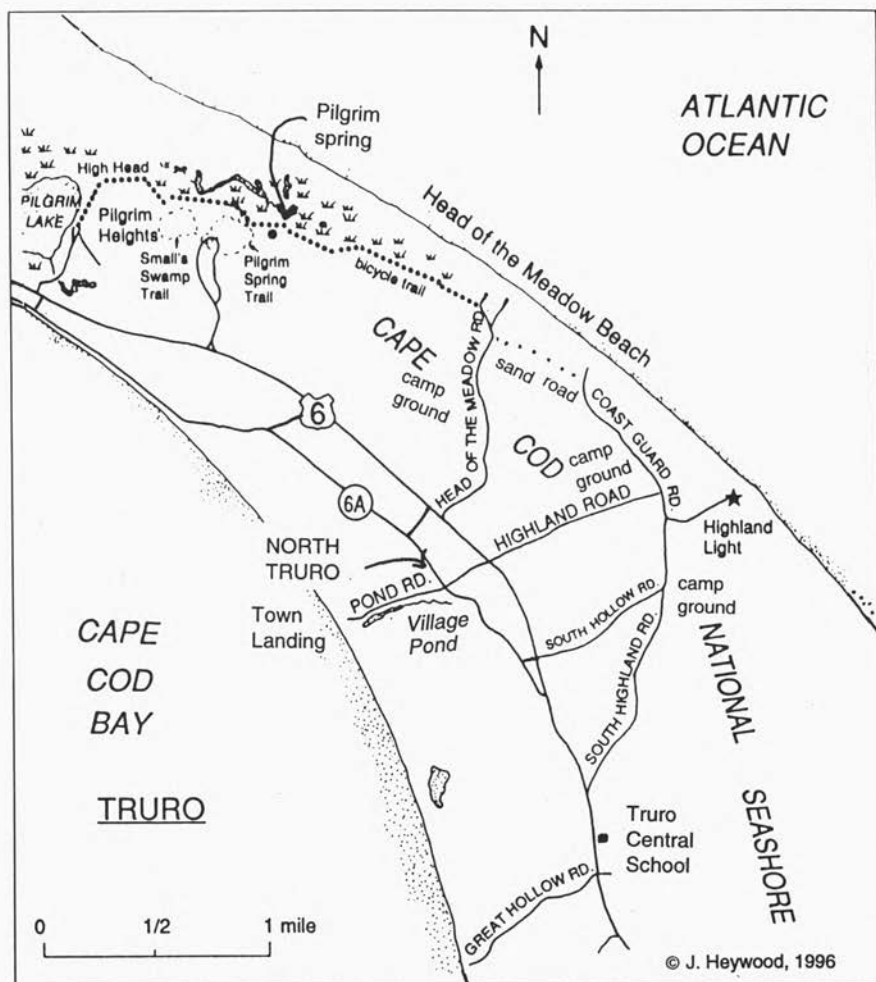 N
ATLANTIC
OCEAN
Pilgrim
spring
High Head
PILGRIM
LAKE
Pilgrim
Heights
Small's
Swamp
Trail
Pilgrim
Spring
Trail
bicycle trail
Head of the Meadow Beach
CAPE
camp
ground
HEAD OF THE MEADOW RD.
sand road
COAST GUARD RD.
COD
camp
ground
6
6A
HIGHLAND ROAD
Highland
Light
NORTH
TRURO
POND RD.
Town
Landing
Village
Pond
SOUTH HOLLOW RD.
camp
ground
SOUTH HIGHLAND RD.
NATIONAL
SEASHORE
CAPE
COD
BAY
TRURO
Truro
Central
School
GREAT HOLLOW RD.
0 1/2 1 mile
© J. Heywood, 1996